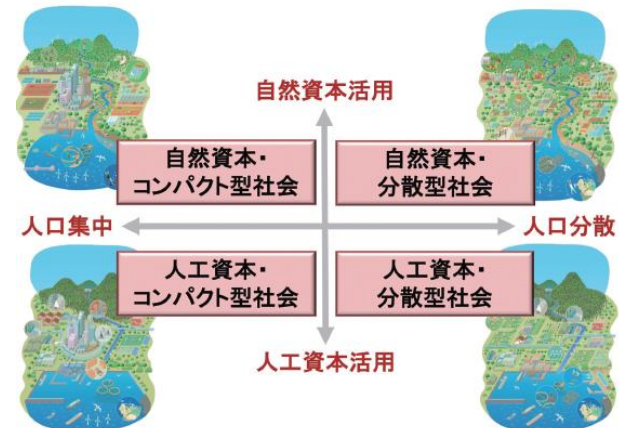 自然資本活用
自然資本・
コンパクト型社会
自然資本・
分散型社会
人口集中
人口分散
人工資本・
コンパクト型社会
人工資本・
分散型社会
人工資本活用